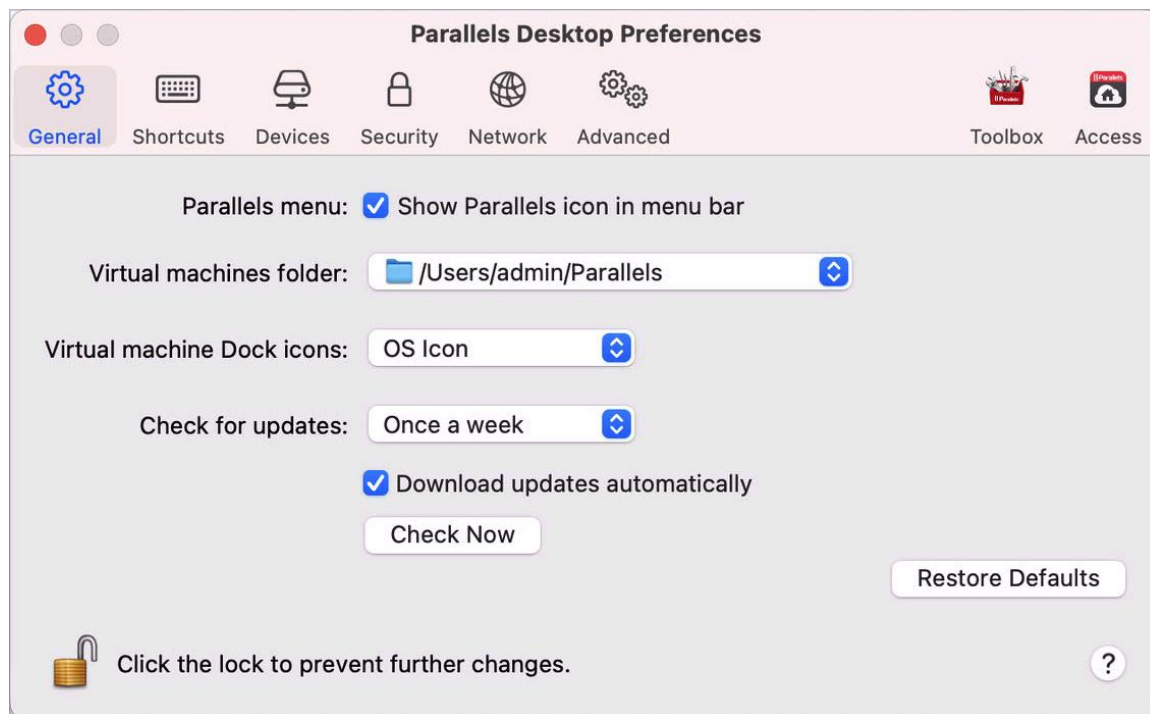 Parallels Desktop Preferences
General Shortcuts Devices Security Network Advanced Toolbox Access
Parallels menu: Show Parallels icon in menu bar
Virtual machines folder: /Users/admin/Parallels
Virtual machine Dock icons: OS Icon
Check for updates: Once a week
Download updates automatically
Check Now
Restore Defaults
Click the lock to prevent further changes. ?